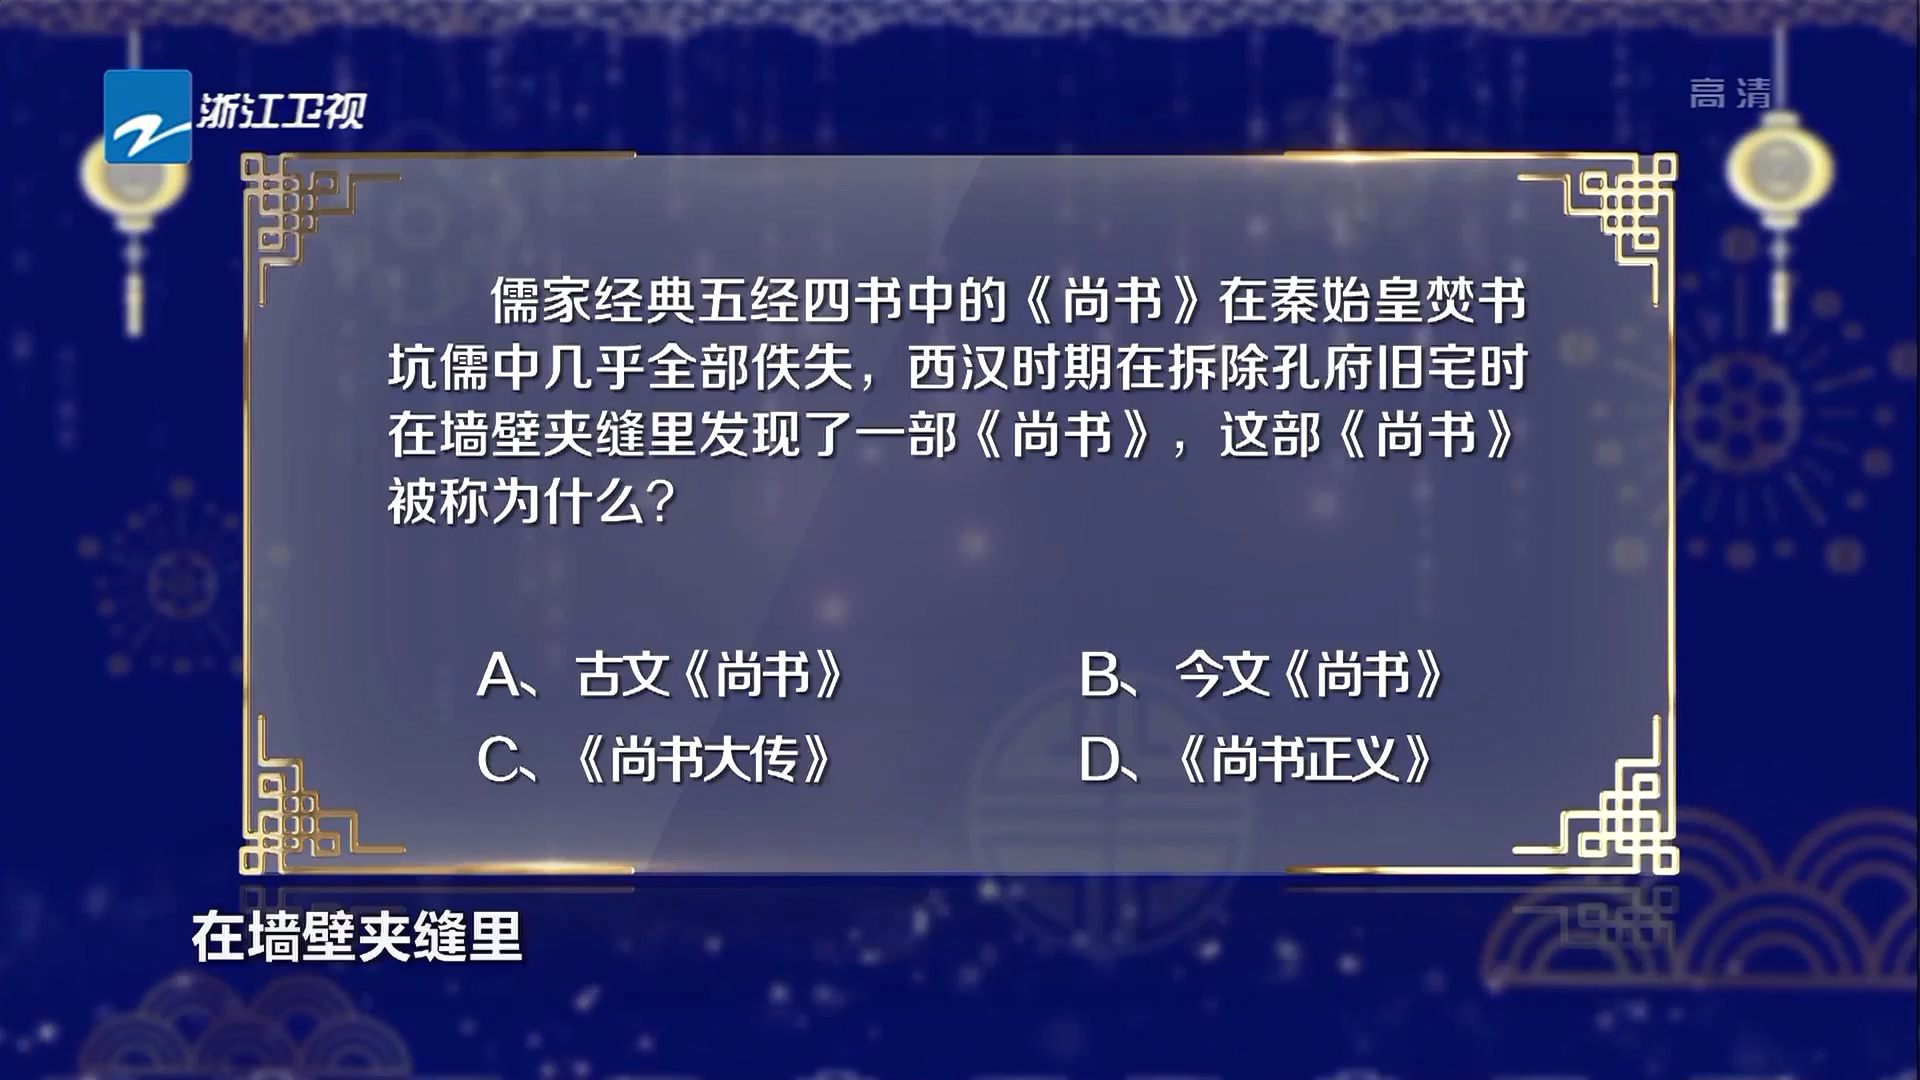 浙江卫视
高清
儒家经典五经四书中的《尚书》在秦始皇焚书
坑儒中几乎全部佚失，西汉时期在拆除孔府旧宅时
在墙壁夹缝里发现了一部《尚书》，这部《尚书》
被称为什么？
A、古文《尚书》
B、今文《尚书》
C、《尚书大传》
D、《尚书正义》
在墙壁夹缝里